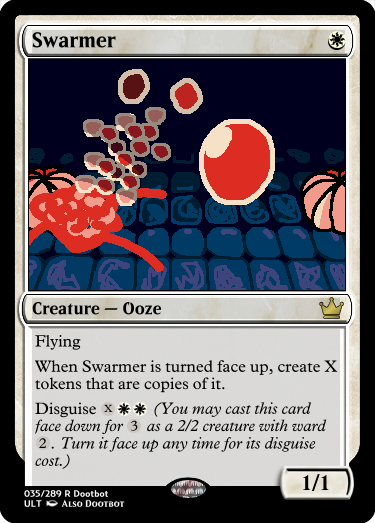 Swarmer
Creature — Ooze
Flying
When Swarmer is turned face up, create X
tokens that are copies of it.
Disguise X (You may cast this card
face down for 3 as a 2/2 creature with ward
2. Turn it face up any time for its disguise
cost.)
1/1
035/289 R Dootbot
ULT Also Dootbot